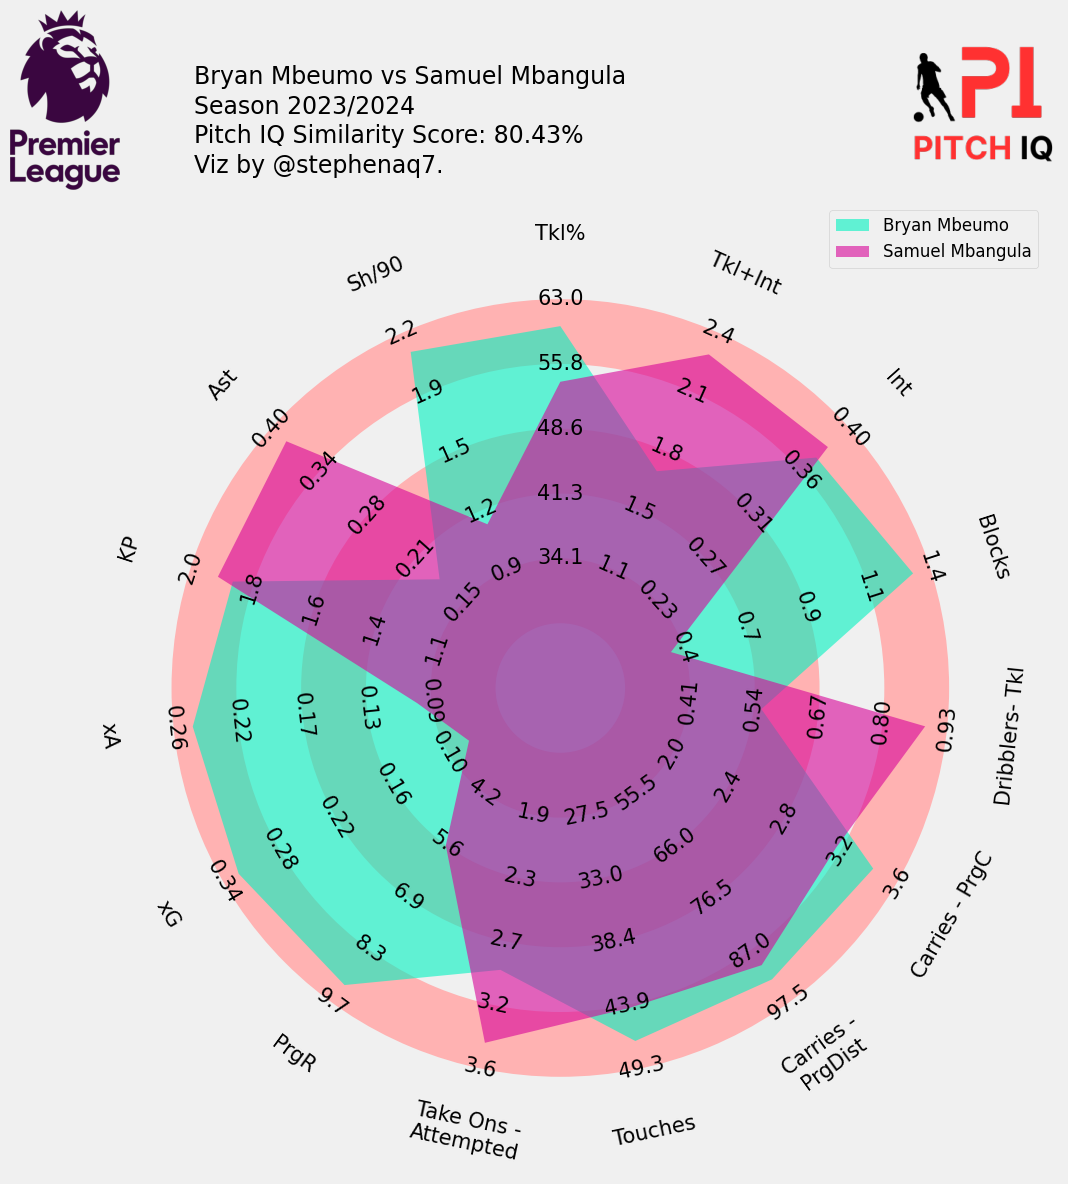 Premier
League
Bryan Mbeumo vs Samuel Mbangula
Season 2023/2024
Pitch IQ Similarity Score: 80.43%
Viz by @stephenaq7.
PI
PITCH IQ
Bryan Mbeumo
Samuel Mbangula
Tkl%
63.0
55.8
48.6
41.3
34.1
Tkl+Int
2.4
2.1
1.8
1.5
1.1
Int
0.40
0.36
0.31
0.27
0.23
Blocks
1.4
1.1
0.9
0.7
0.4
Dribblers- Tkl
0.93
0.80
0.67
0.54
0.41
Carries - PrgC
3.6
3.2
2.8
2.4
2.0
Carries -
PrgDist
97.5
87.0
76.5
66.0
55.5
Touches
49.3
43.9
38.4
33.0
27.5
Take Ons -
Attempted
3.6
3.2
2.7
2.3
1.9
PrgR
9.7
8.3
6.9
5.6
4.2
xG
0.34
0.28
0.22
0.16
0.10
xA
0.26
0.22
0.17
0.13
0.09
KP
2.0
1.8
1.6
1.4
1.1
Ast
0.40
0.34
0.28
0.21
0.15
Sh/90
2.2
1.9
1.5
1.2
0.9